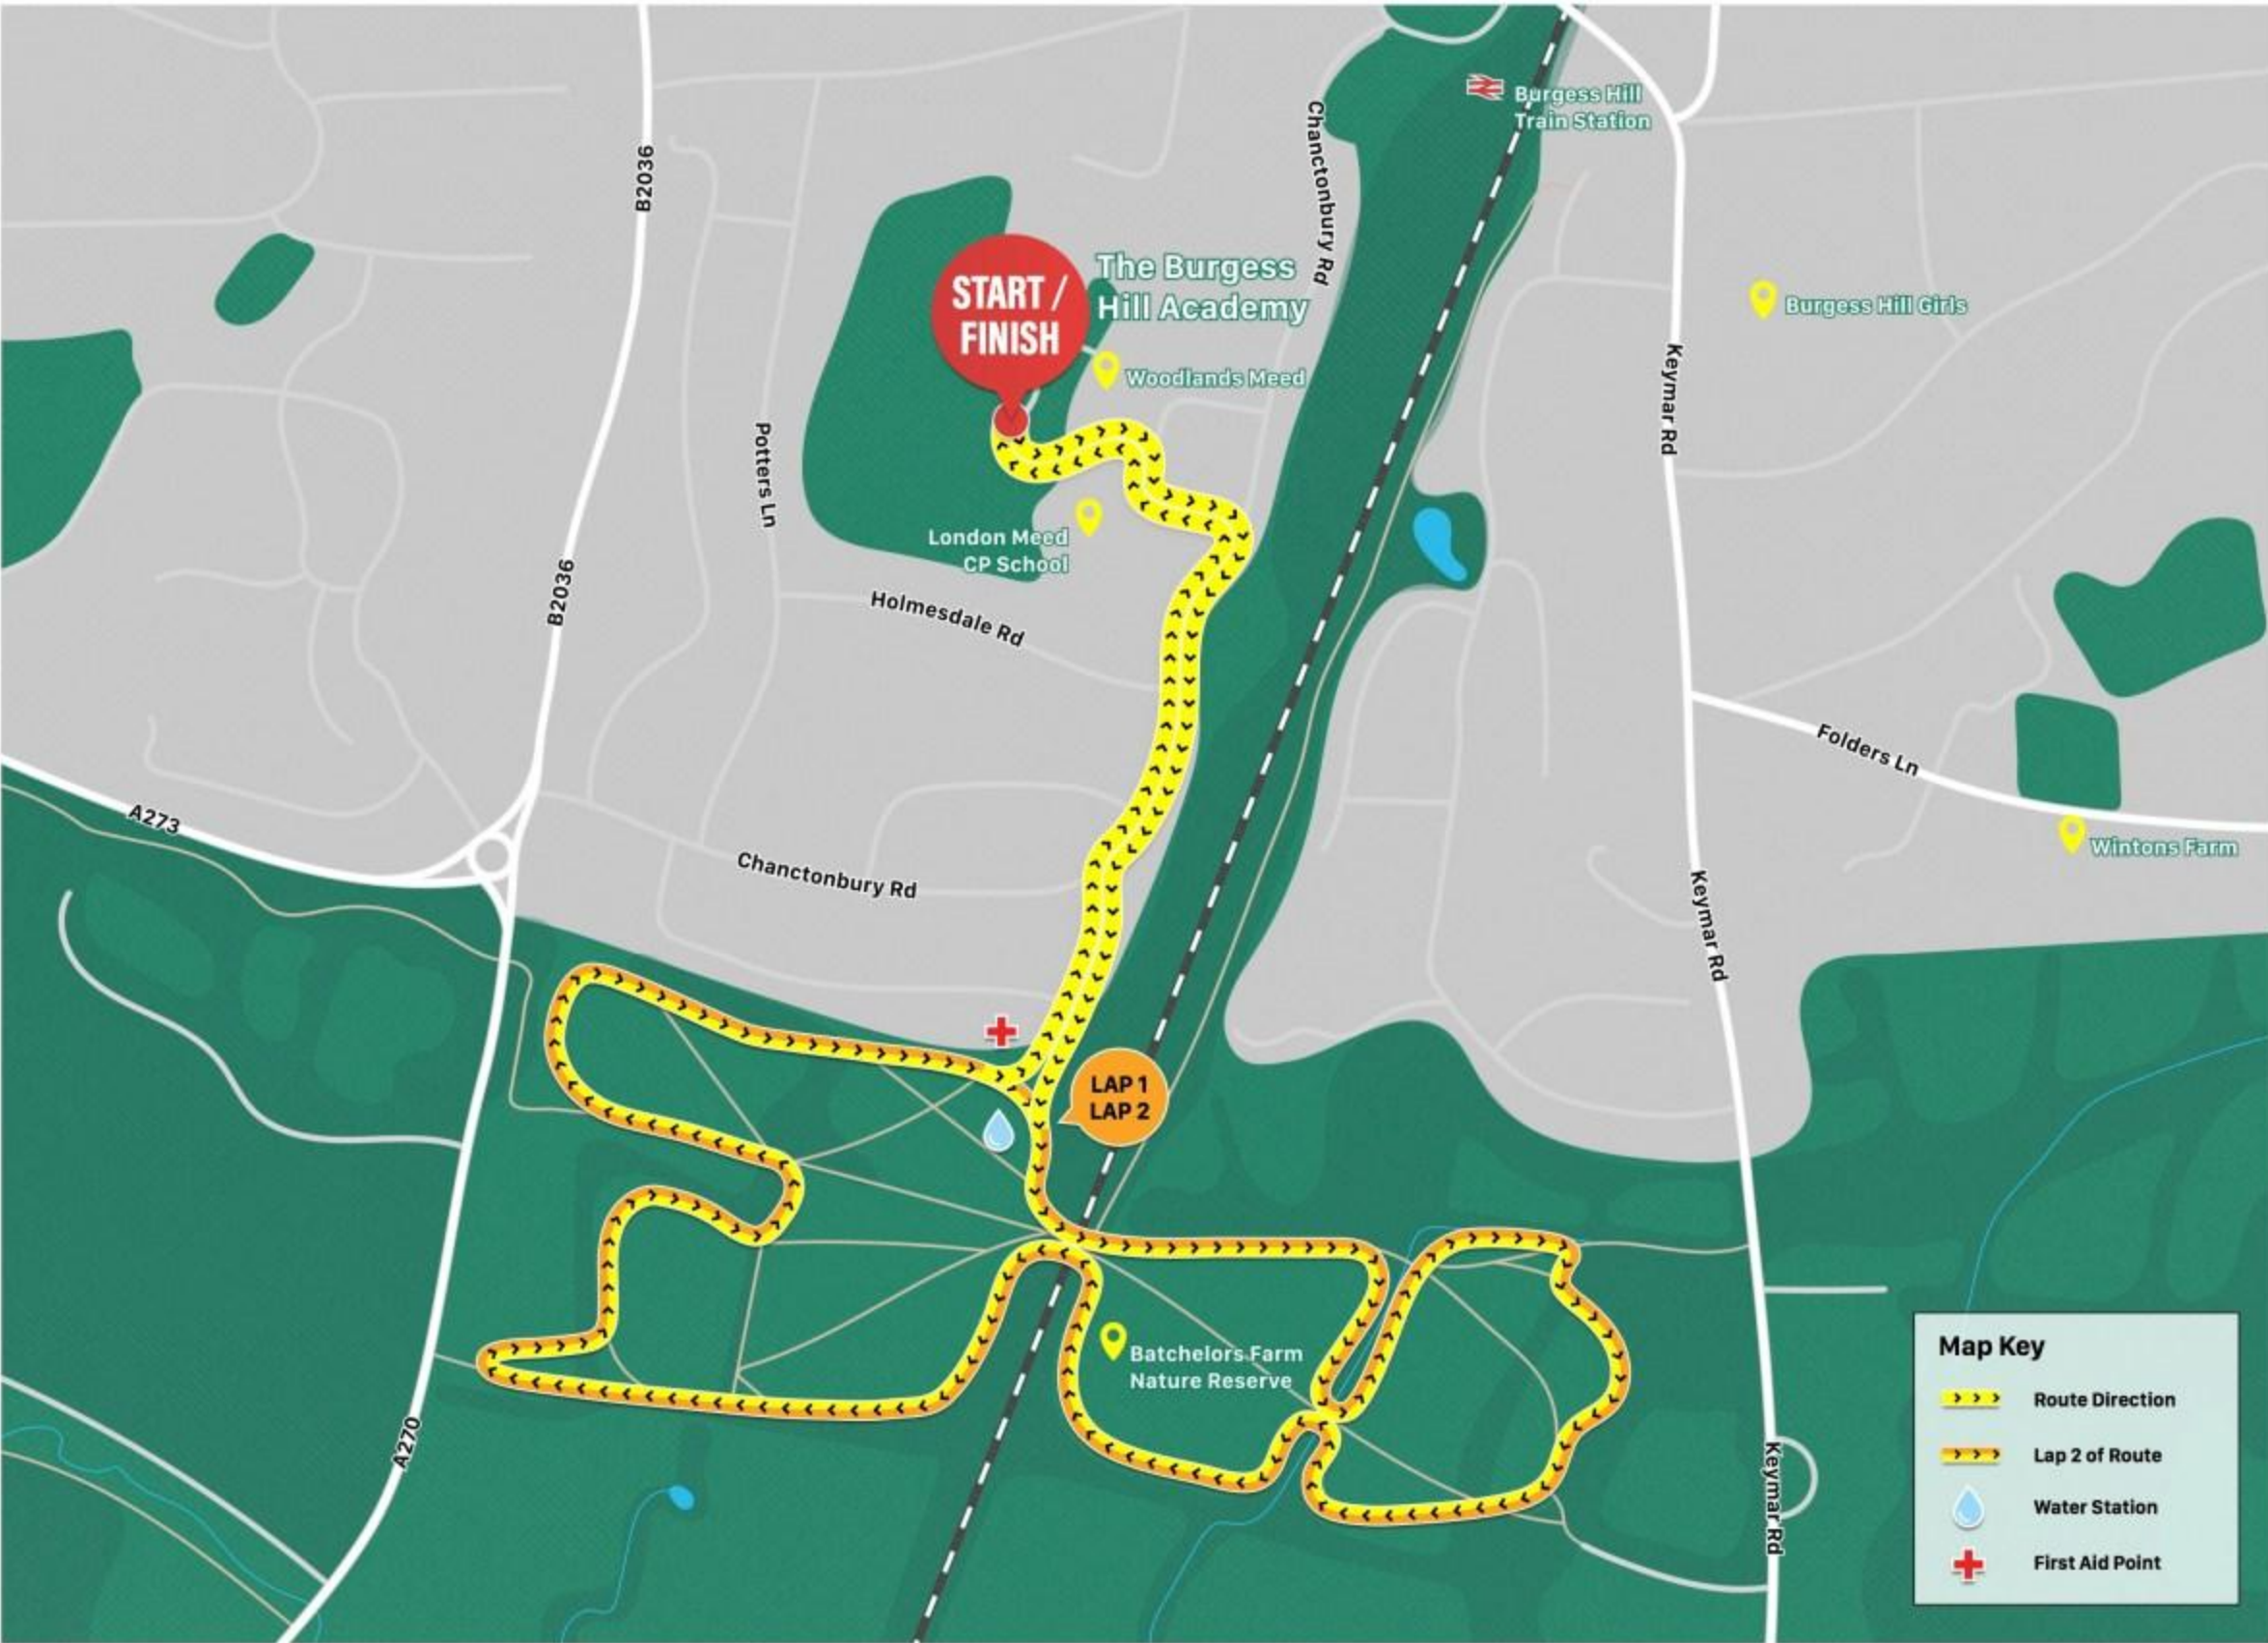 B2036
Chanctonbury Rd
Burgess Hill
Train Station
START /
FINISH
The Burgess
Hill Academy
Woodlands Meed
Burgess Hill Girls
Keymar Rd
Potters Ln
London Meed
CP School
B2036
Holmesdale Rd
Folders Ln
A273
Wintons Farm
Chanctonbury Rd
Keymar Rd
LAP 1
LAP 2
Batchelors Farm
Nature Reserve
A270
Keymar Rd
Map Key
Route Direction
Lap 2 of Route
Water Station
First Aid Point